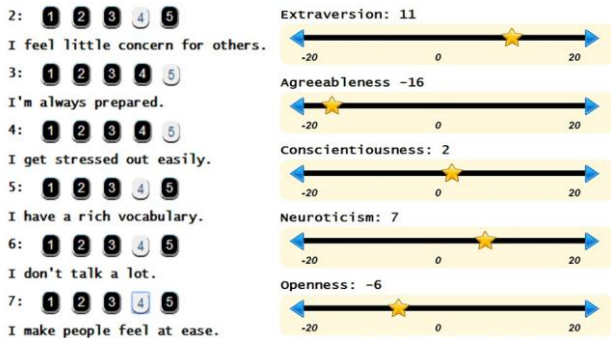 2: 1 2 3 4 5
I feel little concern for others.
3: 1 2 3 4 5
I'm always prepared.
4: 1 2 3 4 5
I get stressed out easily.
5: 1 2 3 4 5
I have a rich vocabulary.
6: 1 2 3 4 5
I don't talk a lot.
7: 1 2 3 4 5
I make people feel at ease.
Extraversion: 11
-20 0 20
Agreeableness -16
-20 0 20
Conscientiousness: 2
-20 0 20
Neuroticism: 7
-20 0 20
Openness: -6
-20 0 20